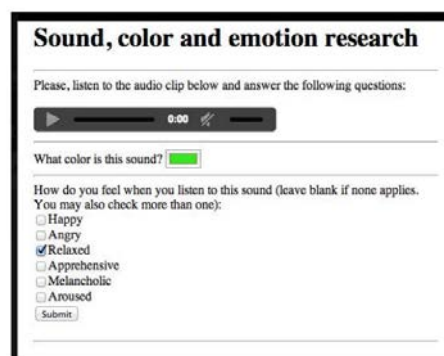 Sound, color and emotion research
Please, listen to the audio clip below and answer the following questions:
0:00
What color is this sound?
How do you feel when you listen to this sound (leave blank if none applies.
You may also check more than one):
Happy
Angry
Relaxed
Apprehensive
Melancholic
Aroused
Submit